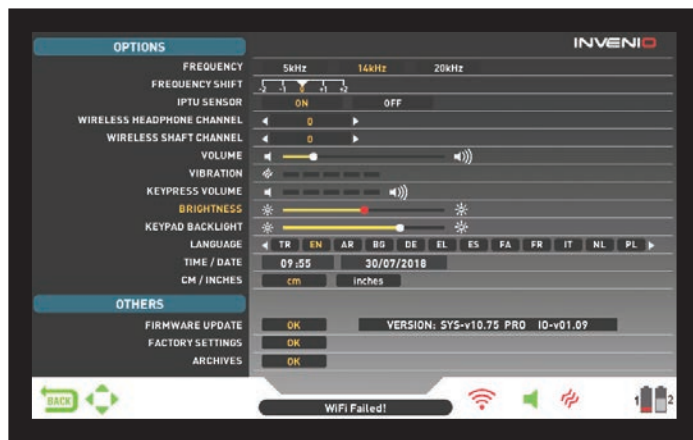 OPTIONS
INVENIO
FREQUENCY 5kHz 14kHz 20kHz
FREQUENCY SHIFT -2 -1 0 +1 +2
IPTU SENSOR ON OFF
WIRELESS HEADPHONE CHANNEL 0
WIRELESS SHAFT CHANNEL 0
VOLUME
VIBRATION
KEYPRESS VOLUME
BRIGHTNESS
KEYPAD BACKLIGHT
LANGUAGE TR EN AR BG DE EL ES FA FR IT NL PL
TIME / DATE 09:55 30/07/2018
CM / INCHES cm inches
OTHERS
FIRMWARE UPDATE OK VERSION: SYS-v10.75 PRO IO-v01.09
FACTORY SETTINGS OK
ARCHIVES OK
BACK WiFi Failed! 1 2